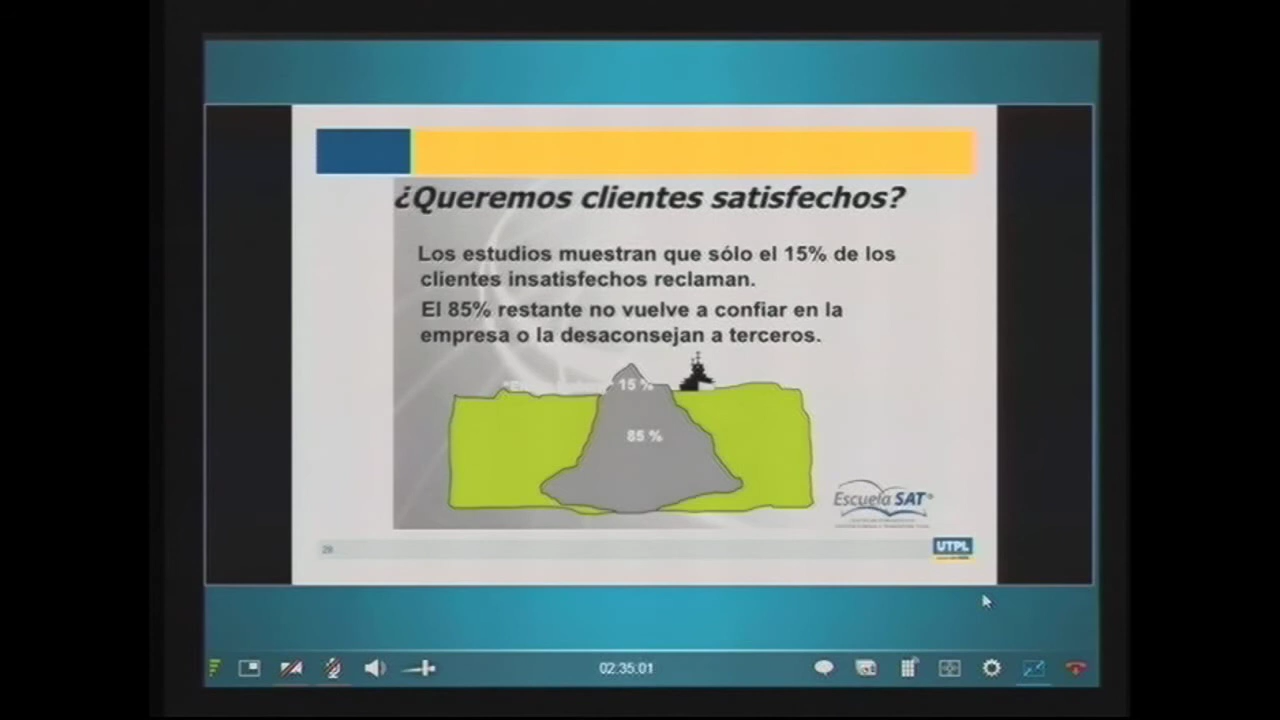 ¿Queremos clientes satisfechos?
Los estudios muestran que sólo el 15% de los
clientes insatisfechos reclaman.
El 85% restante no vuelve a confiar en la
empresa o la desaconsejan a terceros.
15 %
85 %
Escuela SAT
28
UTPL
02:35:01